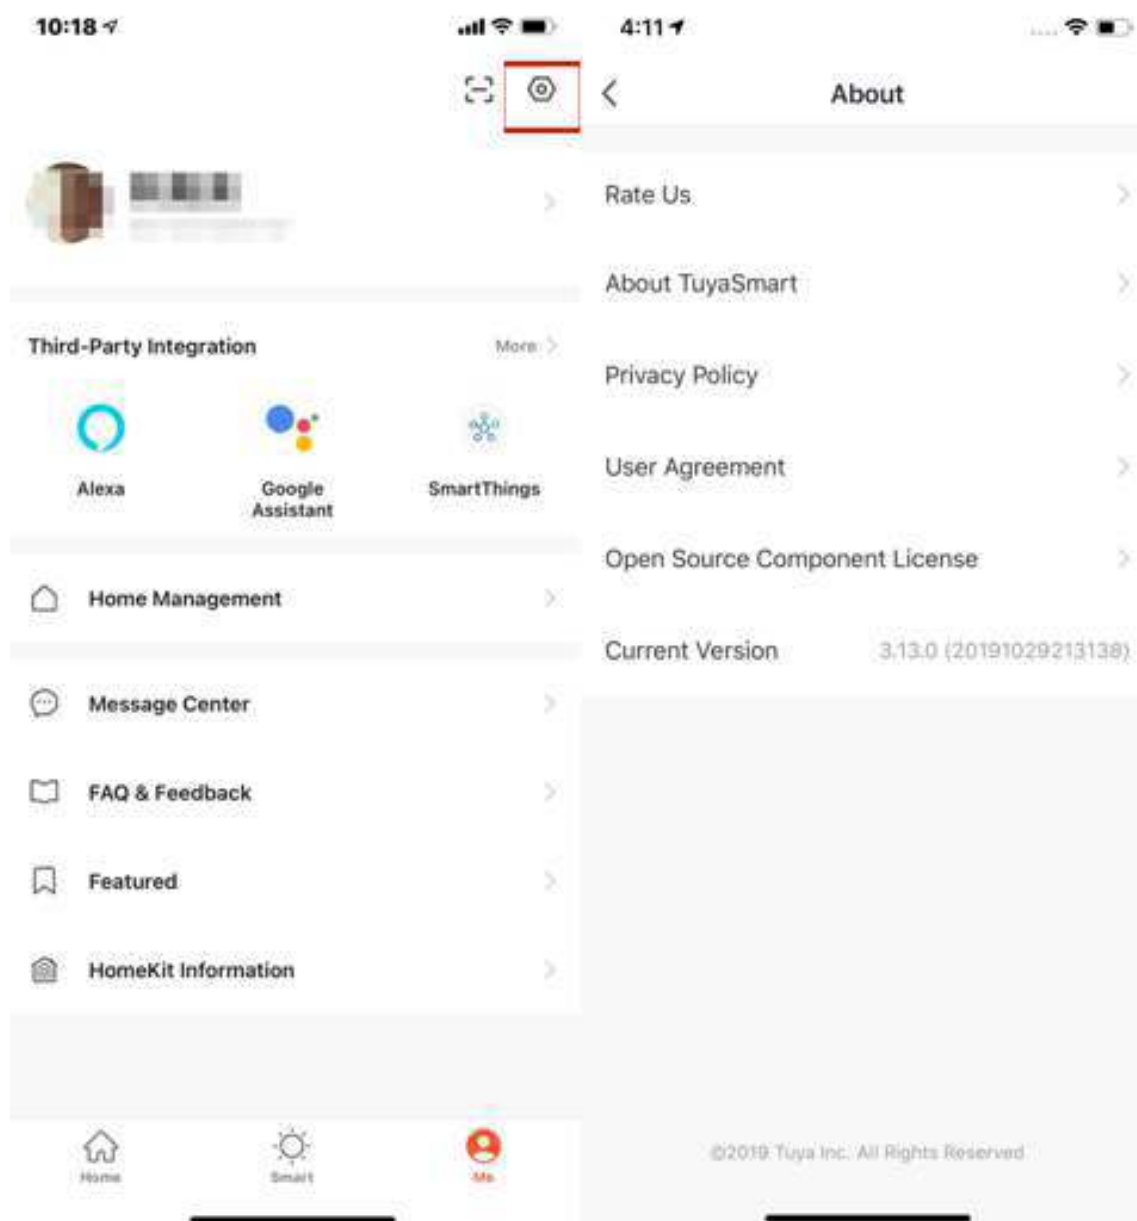 10:18
Third-Party Integration
More
Alexa
Google
Assistant
SmartThings
Home Management
Message Center
FAQ & Feedback
Featured
HomeKit Information
Home
Smart
Me
4:11
About
Rate Us
About TuyaSmart
Privacy Policy
User Agreement
Open Source Component License
Current Version 3.13.0 (20191029213138)
©2019 Tuya Inc. All Rights Reserved